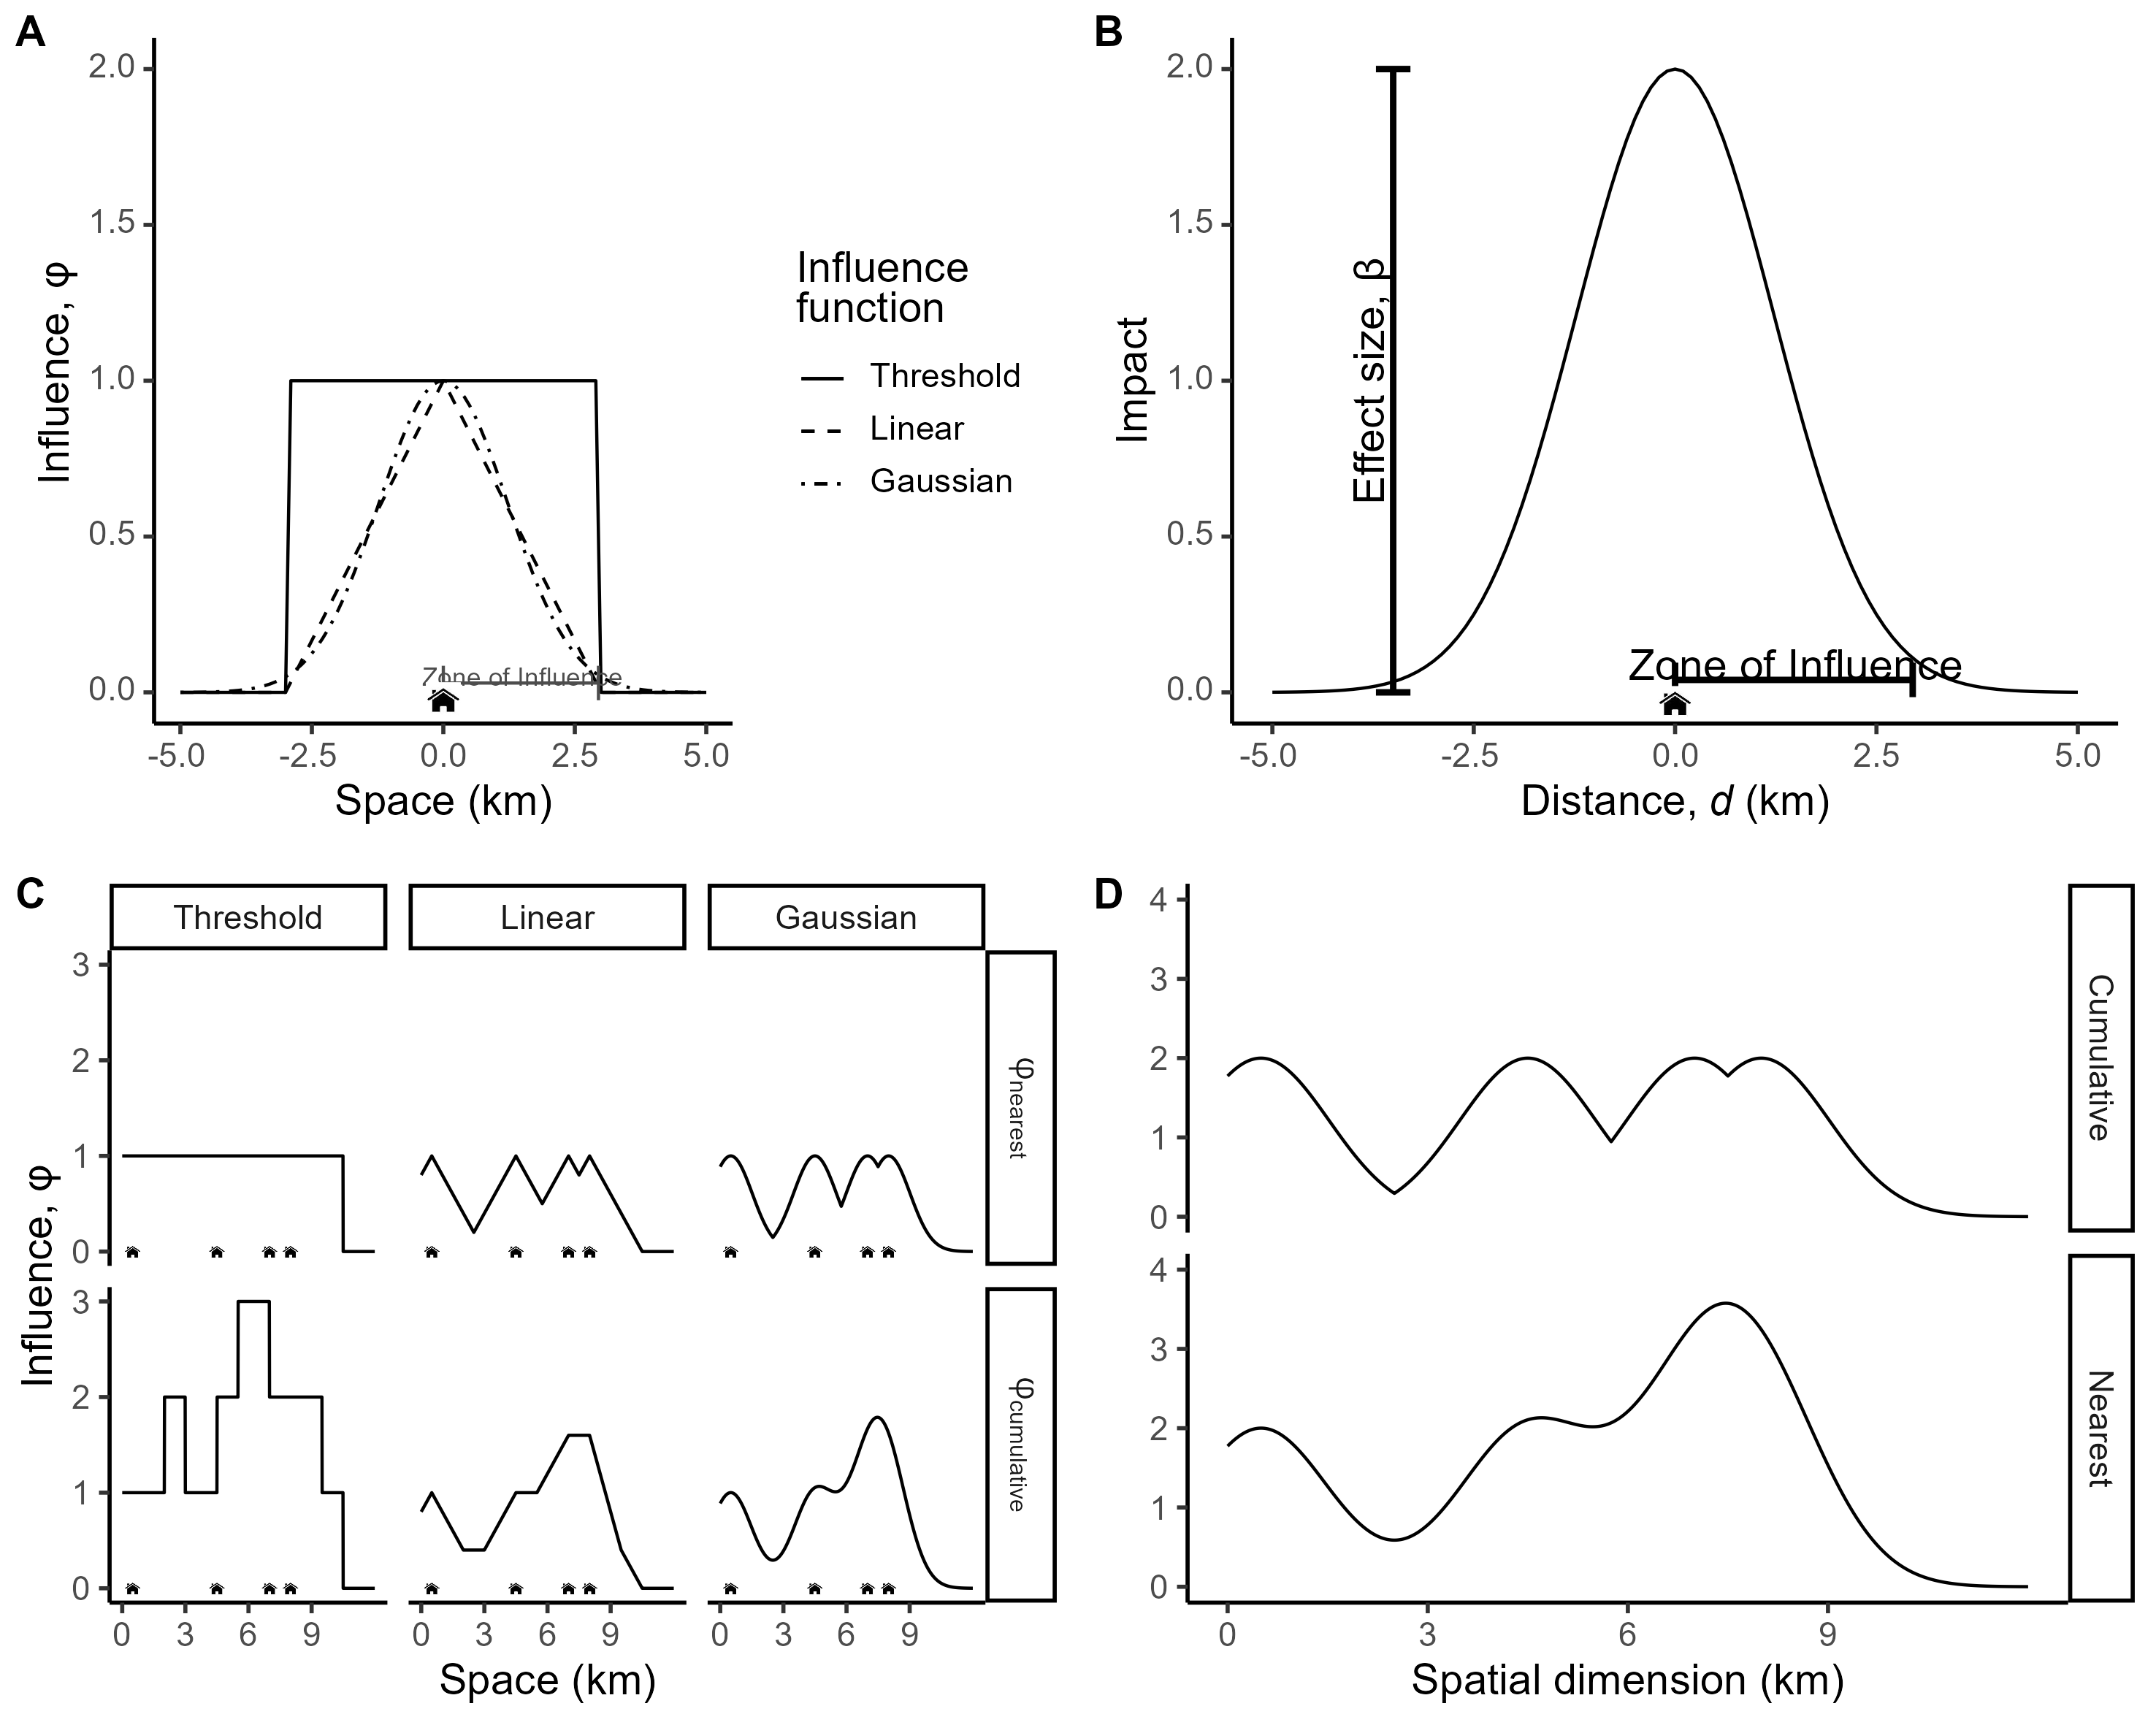 A
2.0
1.5
1.0
0.5
0.0
Influence, φ
Zone of Influence
-5.0 -2.5 0.0 2.5 5.0
Space (km)
Influence
function
Threshold
Linear
Gaussian
B
2.0
1.5
1.0
0.5
0.0
Impact
Effect size, β
Zone of Influence
-5.0 -2.5 0.0 2.5 5.0
Distance, d (km)
C
Threshold Linear Gaussian
3
2
1
0
φnearest
Influence, φ
3
2
1
0
φcumulative
0 3 6 9 0 3 6 9 0 3 6 9
Space (km)
D
4
3
2
1
0
Cumulative
4
3
2
1
0
Nearest
0 3 6 9
Spatial dimension (km)